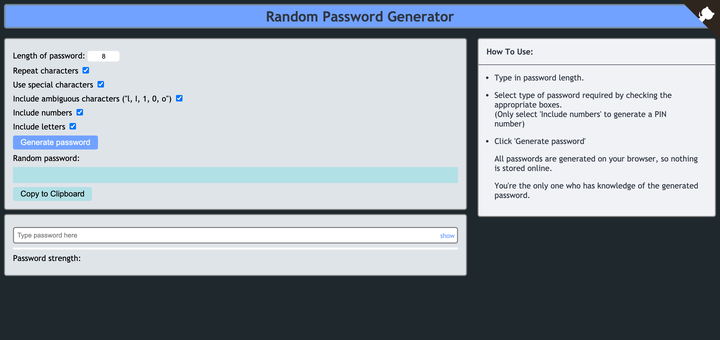 Random Password Generator
Length of password: 8
Repeat characters
Use special characters
Include ambiguous characters ("l, I, 1, 0, o")
Include numbers
Include letters
Generate password
Random password:
Copy to Clipboard
Type password here
show
Password strength:
How To Use:
Type in password length.
Select type of password required by checking the
appropriate boxes.
(Only select 'Include numbers' to generate a PIN
number)
Click 'Generate password'
All passwords are generated on your browser, so nothing
is stored online.
You're the only one who has knowledge of the generated
password.